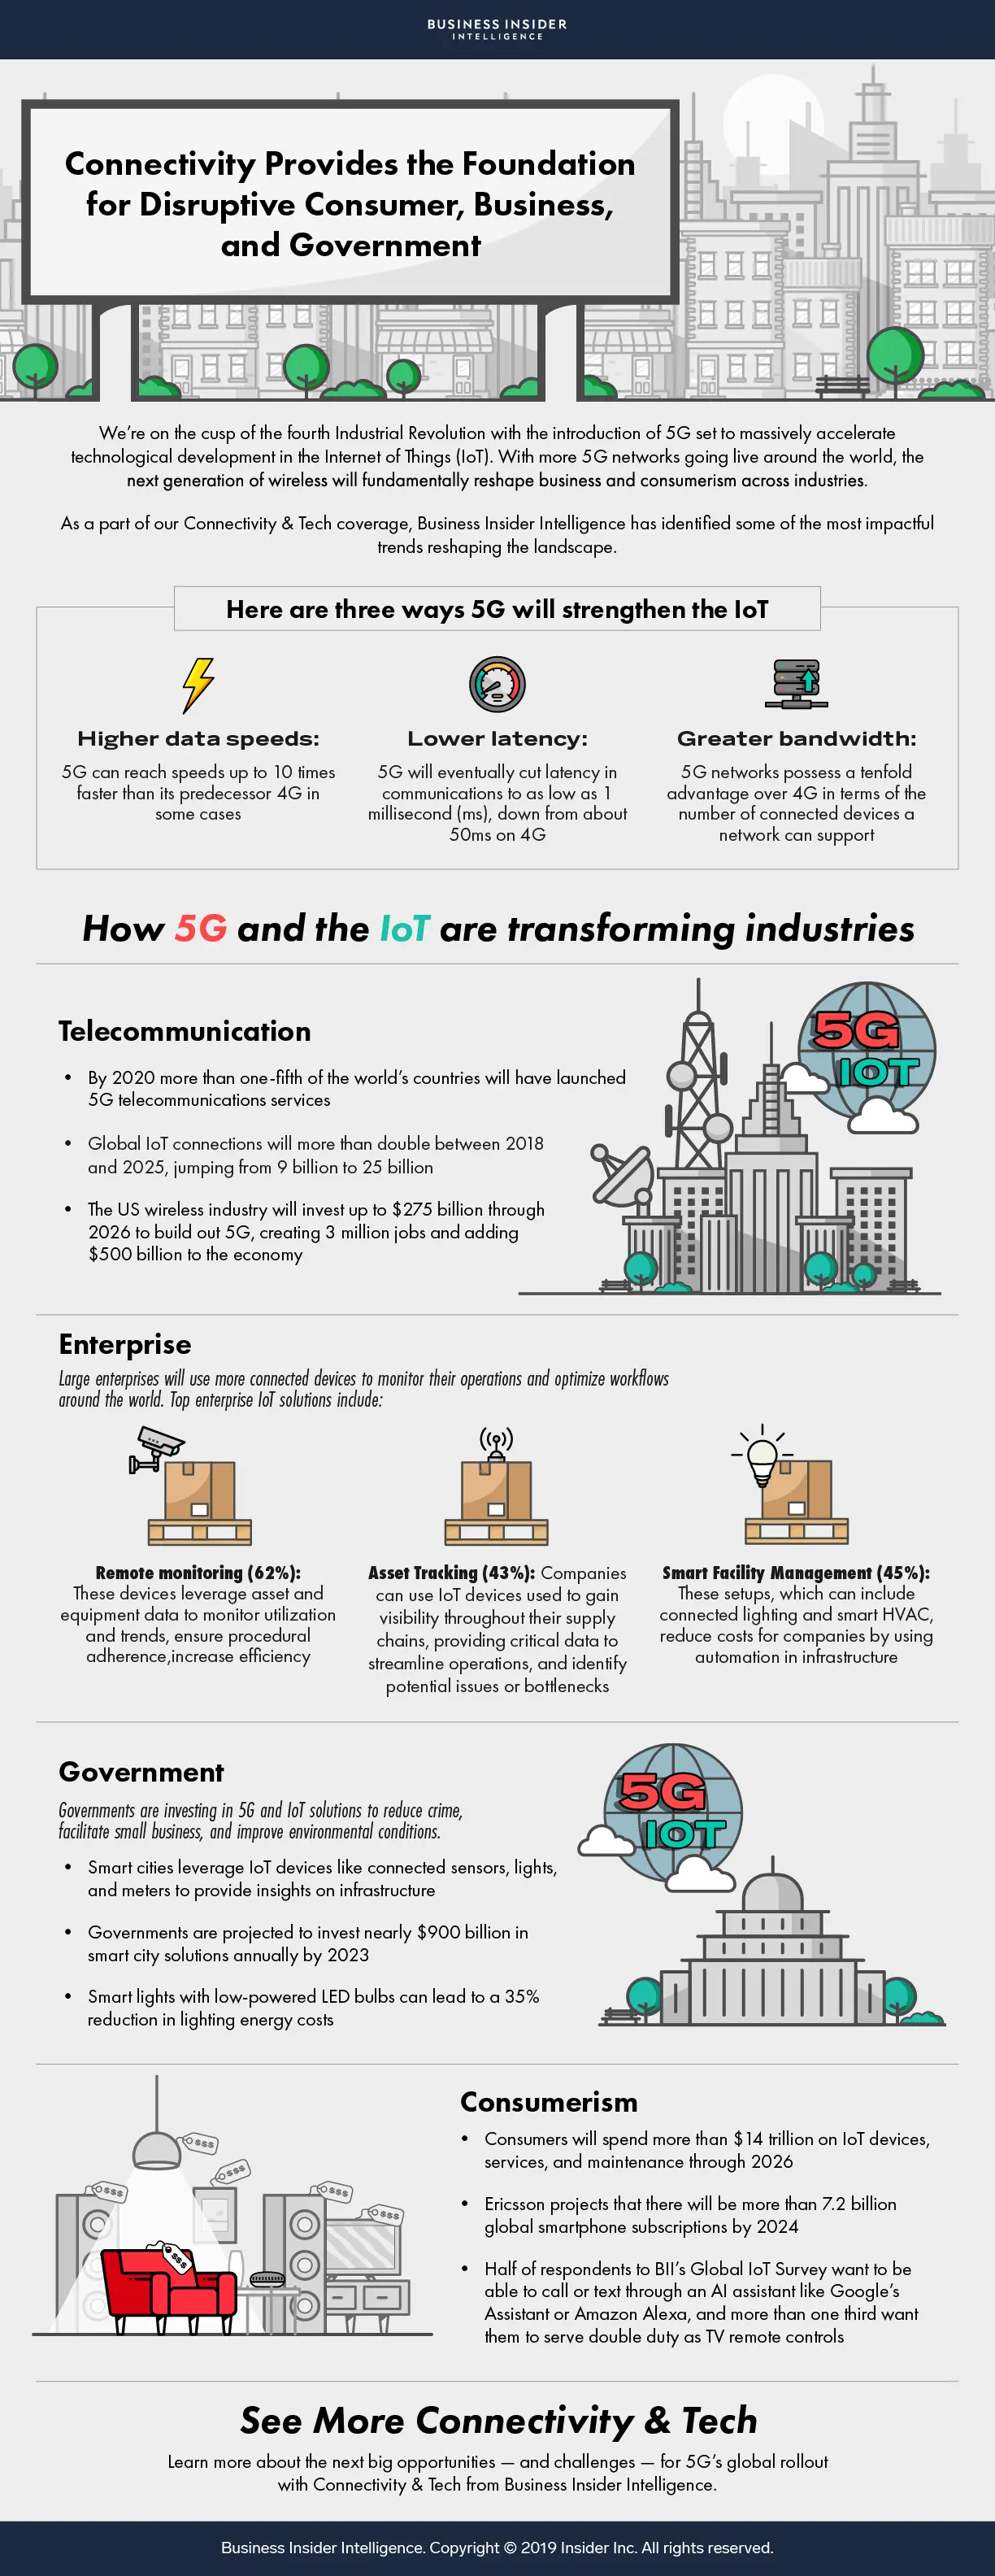 BUSINESS INSIDER
INTELLIGENCE
Connectivity Provides the Foundation
for Disruptive Consumer, Business,
and Government
We're on the cusp of the fourth Industrial Revolution with the introduction of 5G set to massively accelerate
technological development in the Internet of Things (IoT). With more 5G networks going live around the world, the
next generation of wireless will fundamentally reshape business and consumerism across industries.
As a part of our Connectivity & Tech coverage, Business Insider Intelligence has identified some of the most impactful
trends reshaping the landscape.
Here are three ways 5G will strengthen the IoT
Higher data speeds:
5G can reach speeds up to 10 times
faster than its predecessor 4G in
some cases
Lower latency:
5G will eventually cut latency in
communications to as low as 1
millisecond (ms), down from about
50ms on 4G
Greater bandwidth:
5G networks possess a tenfold
advantage over 4G in terms of the
number of connected devices a
network can support
How 5G and the IoT are transforming industries
Telecommunication
• By 2020 more than one-fifth of the world's countries will have launched
5G telecommunications services
• Global IoT connections will more than double between 2018
and 2025, jumping from 9 billion to 25 billion
• The US wireless industry will invest up to $275 billion through
2026 to build out 5G, creating 3 million jobs and adding
$500 billion to the economy
5G
IOT
Enterprise
Large enterprises will use more connected devices to monitor their operations and optimize workflows
around the world. Top enterprise IoT solutions include:
Remote monitoring (62%):
These devices leverage asset and
equipment data to monitor utilization
and trends, ensure procedural
adherence,increase efficiency
Asset Tracking (43%): Companies
can use IoT devices used to gain
visibility throughout their supply
chains, providing critical data to
streamline operations, and identify
potential issues or bottlenecks
Smart Facility Management (45%):
These setups, which can include
connected lighting and smart HVAC,
reduce costs for companies by using
automation in infrastructure
Government
Governments are investing in 5G and IoT solutions to reduce crime,
facilitate small business, and improve environmental conditions.
• Smart cities leverage IoT devices like connected sensors, lights,
and meters to provide insights on infrastructure
• Governments are projected to invest nearly $900 billion in
smart city solutions annually by 2023
• Smart lights with low-powered LED bulbs can lead to a 35%
reduction in lighting energy costs
5G
IOT
$$$
$$$
$$$
$$$
$$$
$$$
Consumerism
• Consumers will spend more than $14 trillion on IoT devices,
services, and maintenance through 2026
• Ericsson projects that there will be more than 7.2 billion
global smartphone subscriptions by 2024
• Half of respondents to BII's Global IoT Survey want to be
able to call or text through an AI assistant like Google's
Assistant or Amazon Alexa, and more than one third want
them to serve double duty as TV remote controls
See More Connectivity & Tech
Learn more about the next big opportunities — and challenges — for 5G's global rollout
with Connectivity & Tech from Business Insider Intelligence.
Business Insider Intelligence. Copyright © 2019 Insider Inc. All rights reserved.